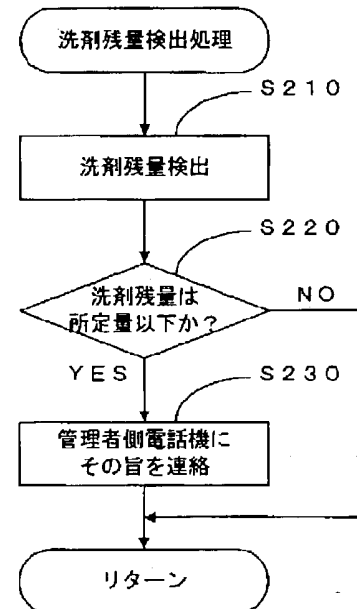 洗剤残量検出処理
S210
洗剤残量検出
S220
洗剤残量は
所定量以下か？
NO
YES
S230
管理者側電話機に
その旨を連絡
リターン